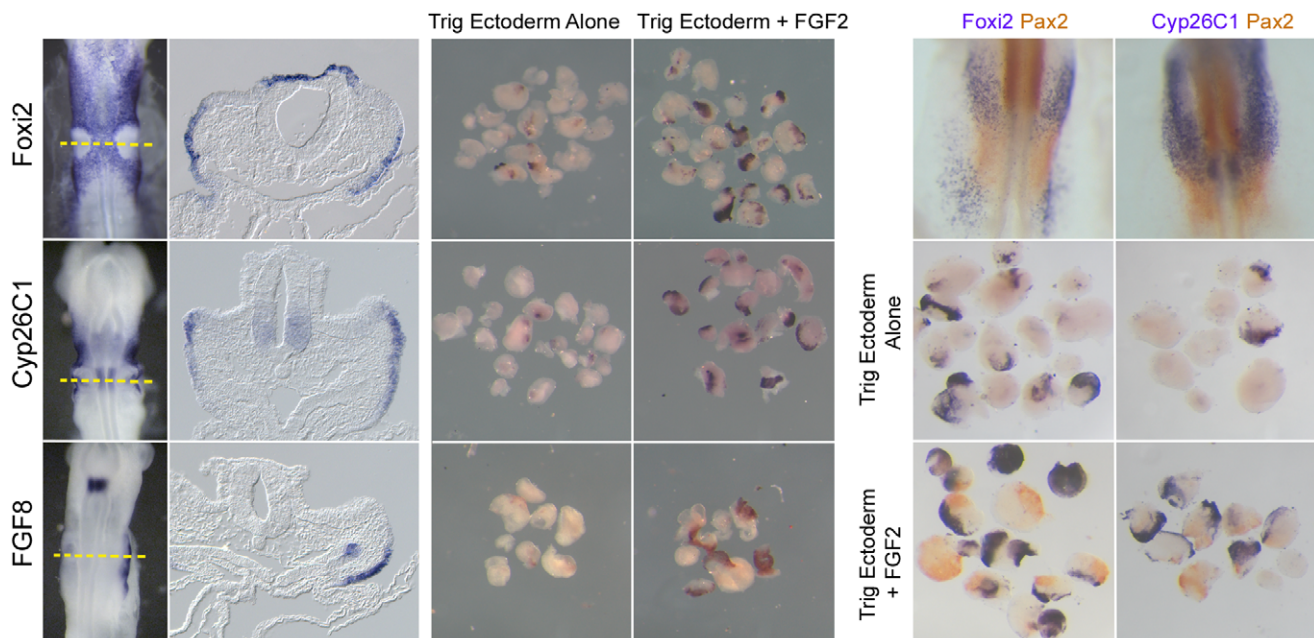 Trig Ectoderm Alone
Trig Ectoderm + FGF2
Foxi2 Pax2
Cyp26C1 Pax2
Foxi2
Cyp26C1
Trig Ectoderm
Alone
FGF8
Trig Ectoderm
+ FGF2